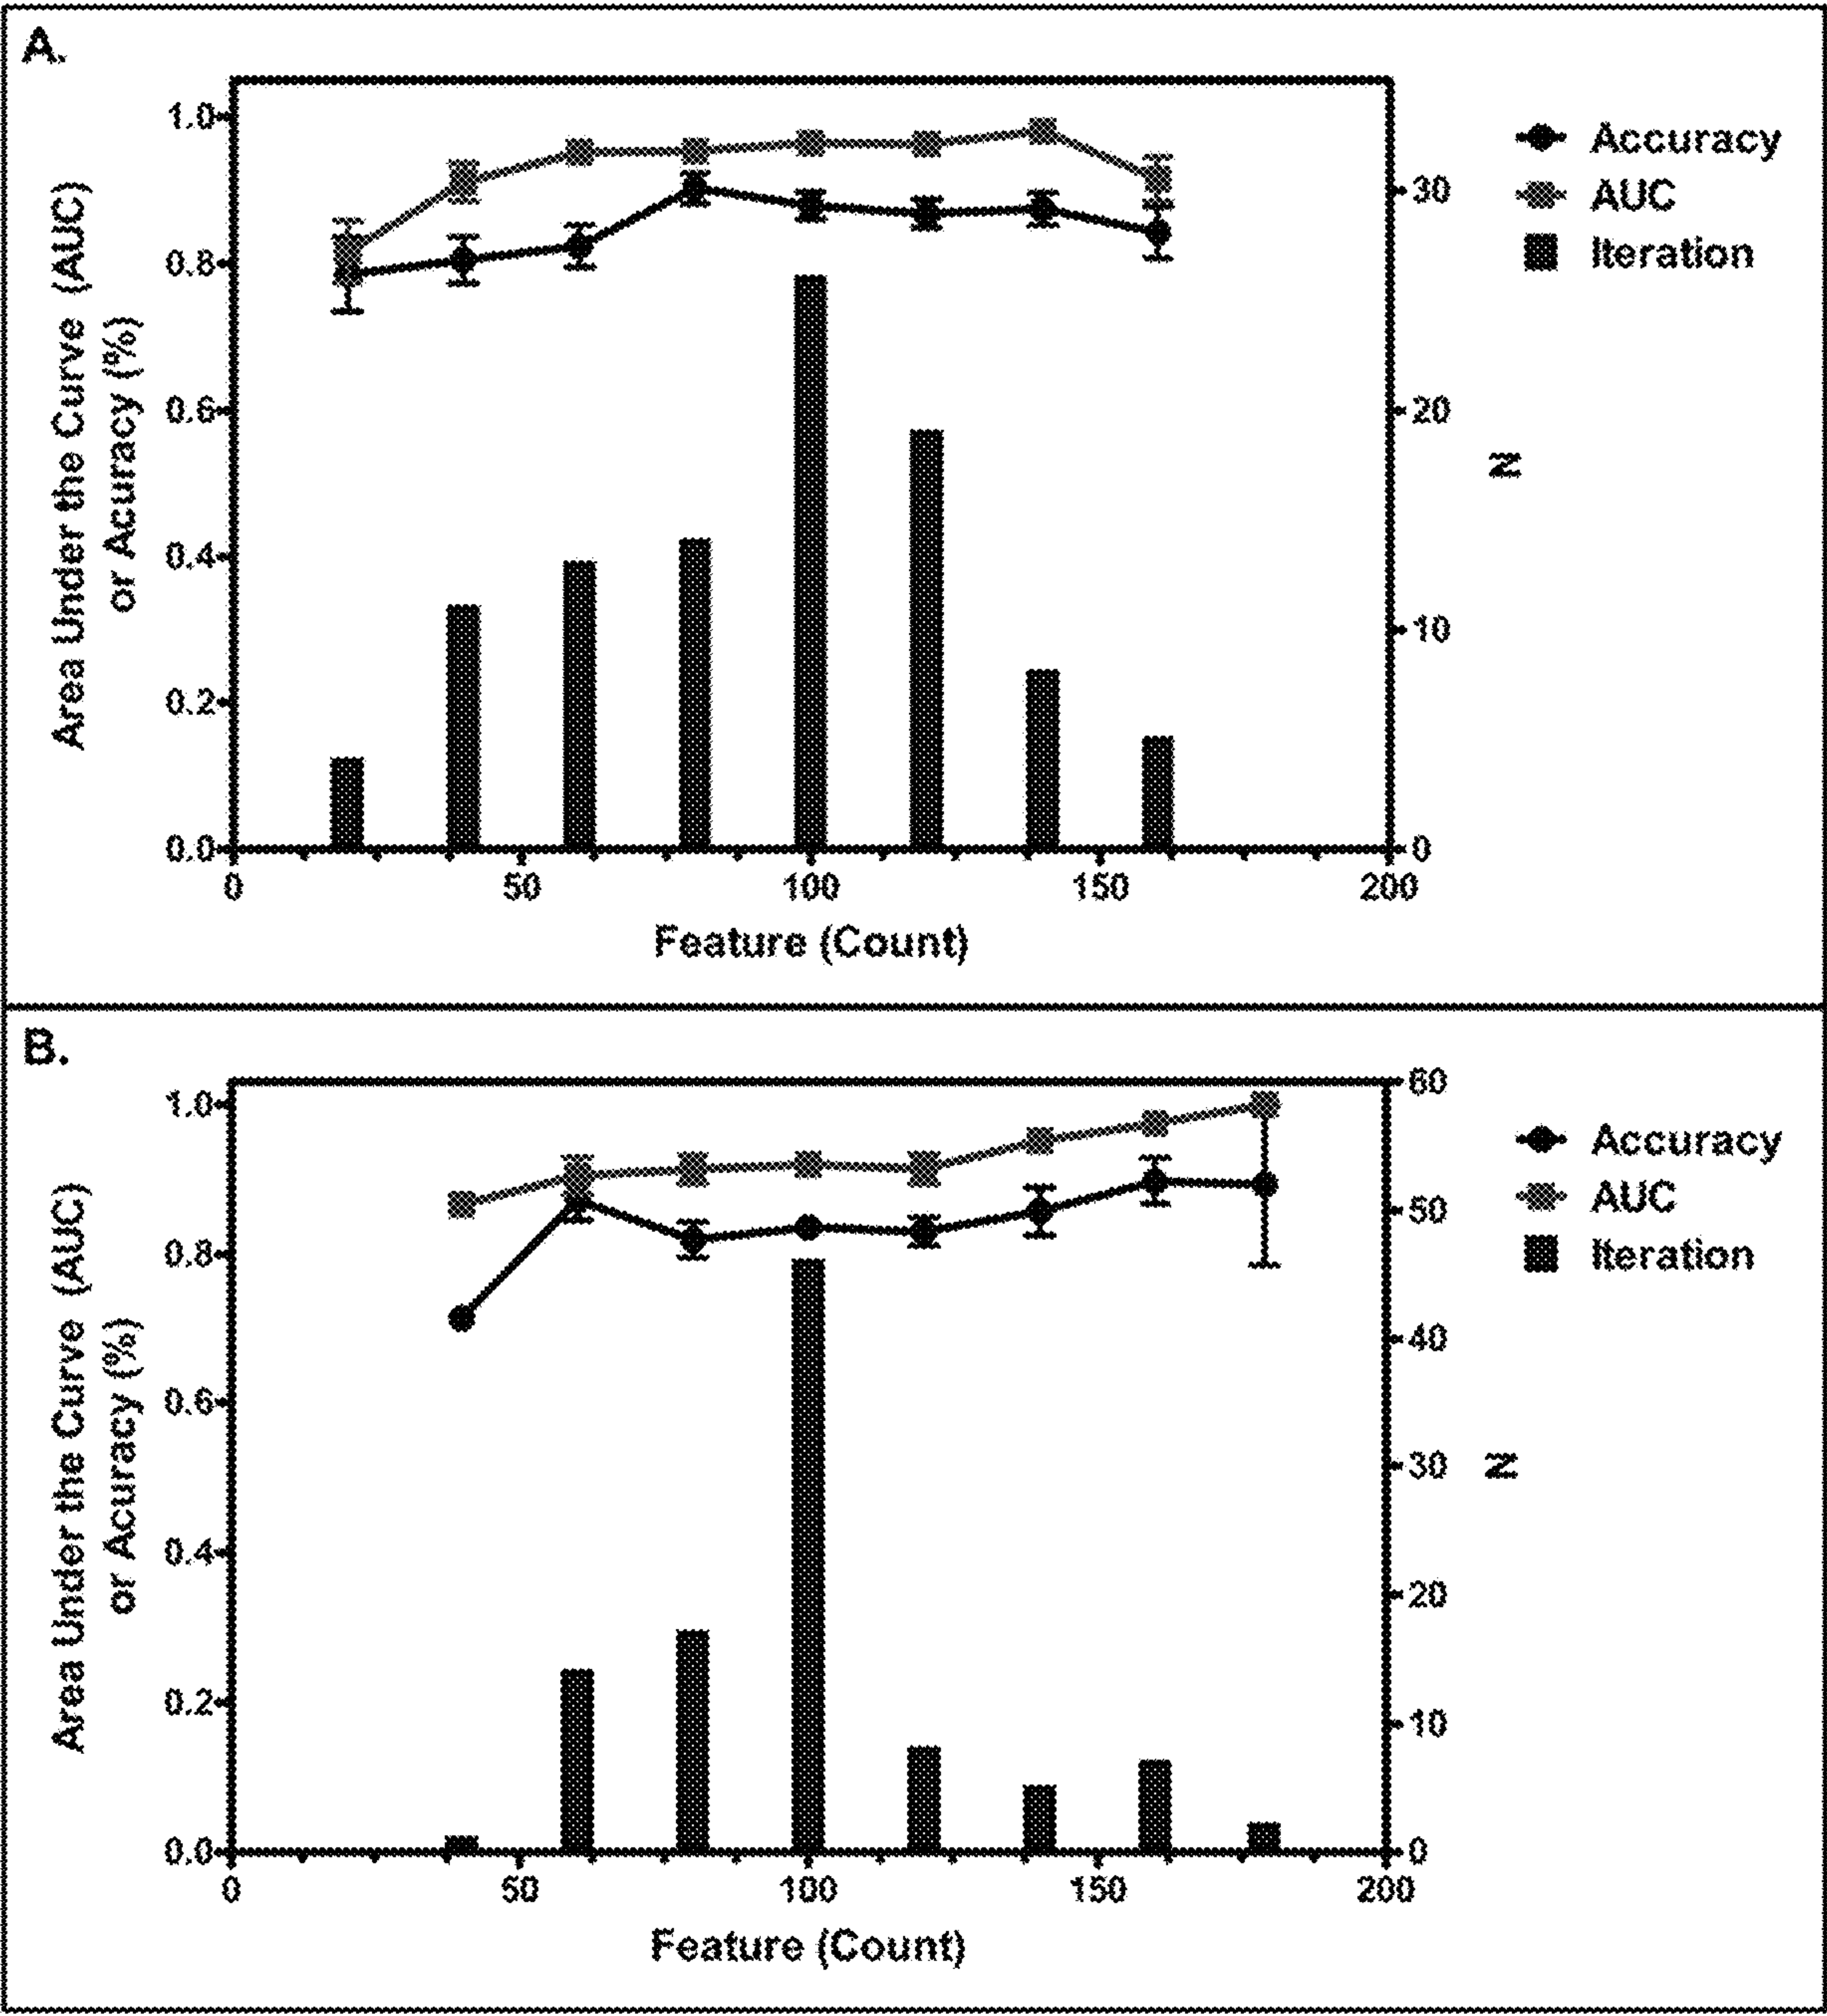 A.
1.0
0.8
0.6
0.4
0.2
0.0
Area Under the Curve (AUC)
or Acuracy (%)
30
20
10
0
N
0 50 100 150 200
Feature (Count)
Accuracy
AUC
Iteration
B.
1.0
0.8
0.6
0.4
0.2
0.0
Area Under the Curve (AUC)
or Acuracy (%)
60
50
40
30
20
10
0
N
0 50 100 150 200
Feature (Count)
Accuracy
AUC
Iteration